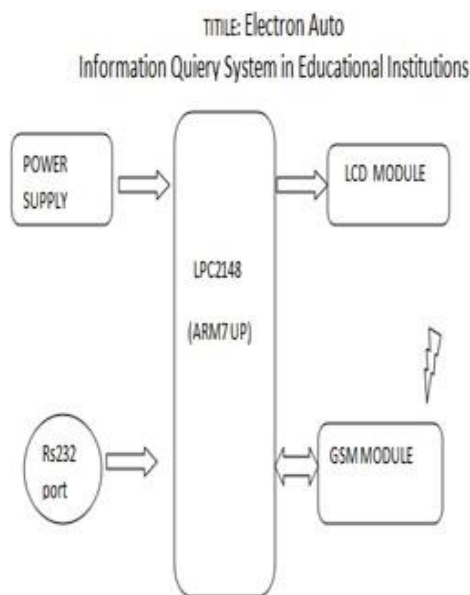 TITILE: Electron Auto
Information Quiery System in Educational Institutions
POWER
SUPPLY
LCD MODULE
LPC2148
(ARM7 UP)
Rs232
port
GSM MODULE